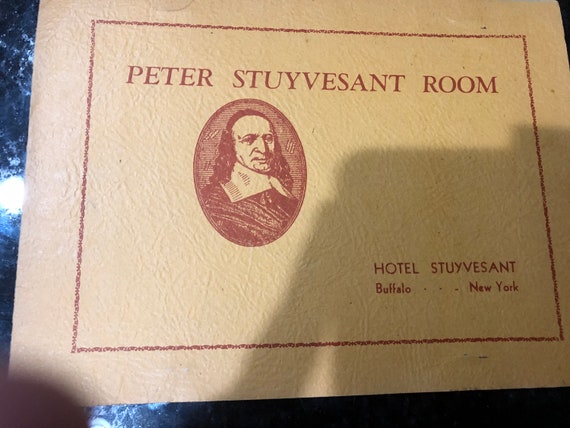 PETER STUYVESANT ROOM
HOTEL STUYVESANT
Buffalo - - - New York